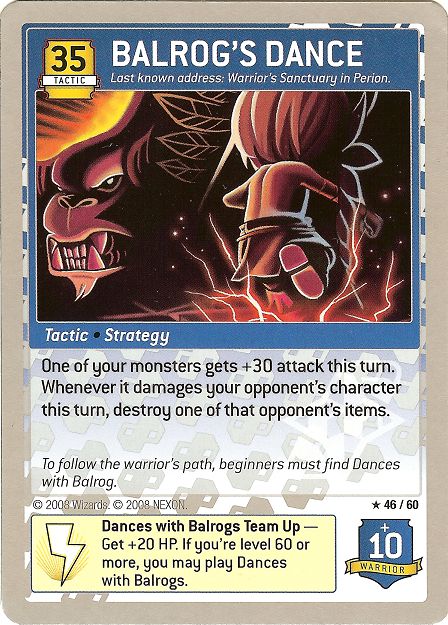 35
TACTIC
BALROG'S DANCE
Last known address: Warrior's Sanctuary in Perion.
Tactic • Strategy
One of your monsters gets +30 attack this turn.
Whenever it damages your opponent's character
this turn, destroy one of that opponent's items.
To follow the warrior's path, beginners must find Dances
with Balrog.
© 2008 Wizards. © 2008 NEXON.
★ 46 / 60
Dances with Balrogs Team Up —
Get +20 HP. If you're level 60 or
more, you may play Dances
with Balrogs.
+
10
WARRIOR